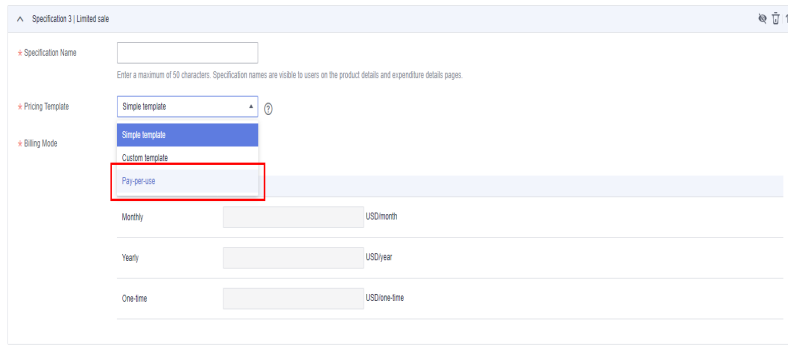 Specification 3 | Limited sale
* Specification Name
Enter a maximum of 50 characters. Specification names are visible to users on the product details and expenditure details pages.
* Pricing Template
Simple template
Simple template
* Billing Mode
Custom template
Pay-per-use
Monthly USD/month
Yearly USD/year
One-time USD/one-time